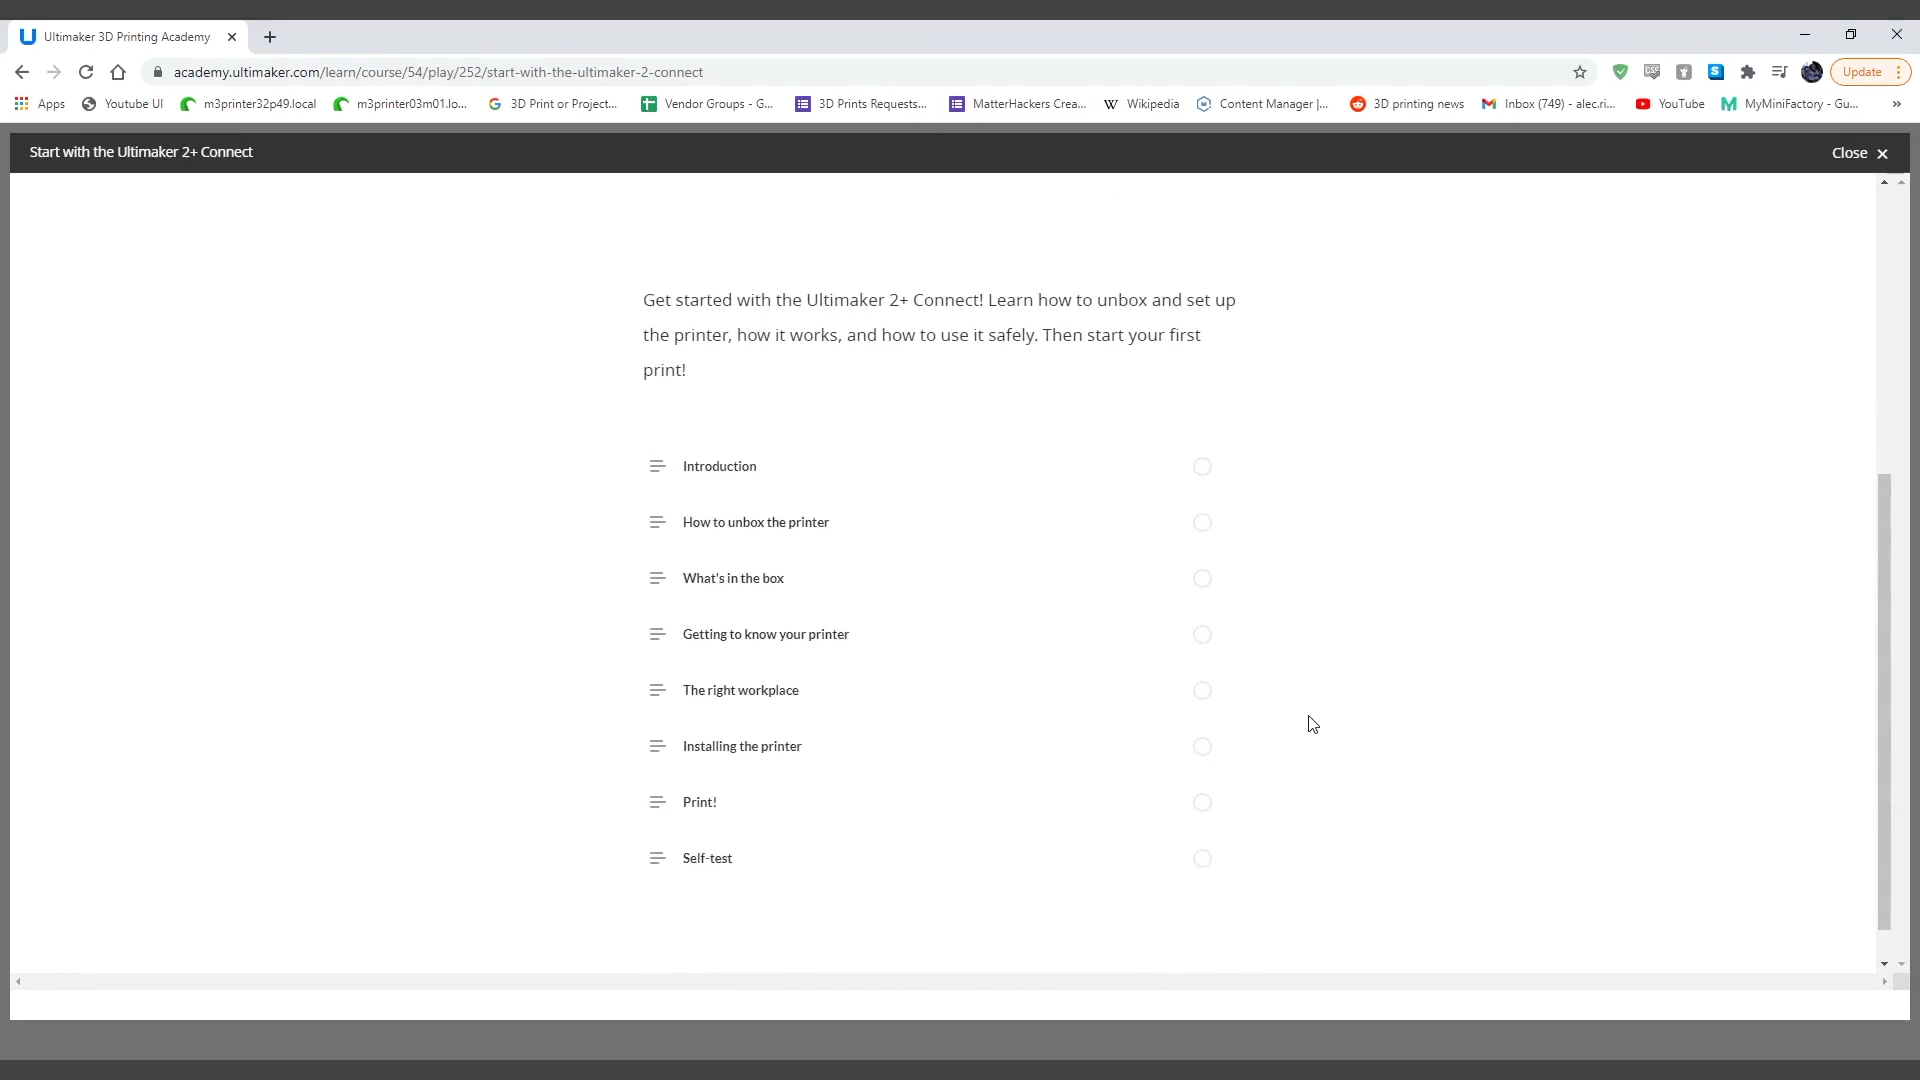 Ultimaker 3D Printing Academy
academy.ultimaker.com/learn/course/54/play/252/start-with-the-ultimaker-2-connect
Update
Apps
Youtube UI
m3printer32p49.local
m3printer03m01.lo...
3D Print or Project...
Vendor Groups - G...
3D Prints Requests...
MatterHackers Crea...
Wikipedia
Content Manager |...
3D printing news
Inbox (749) - alec.ri...
YouTube
MyMiniFactory - Gu...
»
Start with the Ultimaker 2+ Connect
Close
Get started with the Ultimaker 2+ Connect! Learn how to unbox and set up
the printer, how it works, and how to use it safely. Then start your first
print!
Introduction
How to unbox the printer
What's in the box
Getting to know your printer
The right workplace
Installing the printer
Print!
Self-test